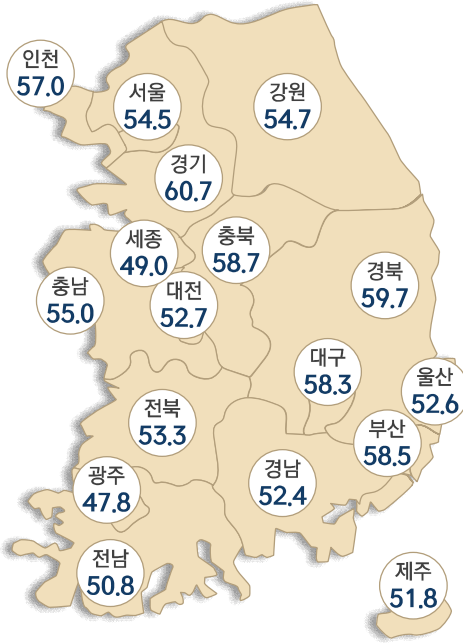 인천
57.0
서울
54.5
강원
54.7
경기
60.7
세종
49.0
충북
58.7
충남
55.0
대전
52.7
경북
59.7
대구
58.3
울산
52.6
전북
53.3
부산
58.5
광주
47.8
경남
52.4
전남
50.8
제주
51.8